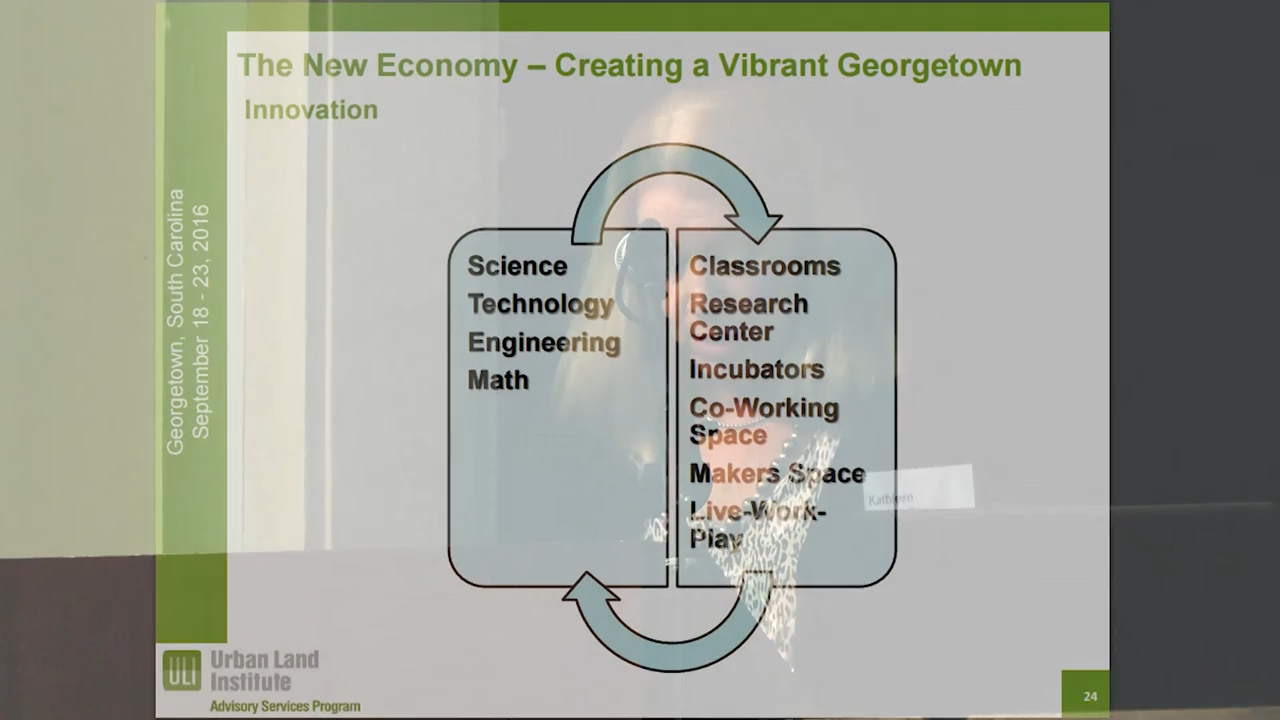 The New Economy – Creating a Vibrant Georgetown
Innovation
Georgetown, South Carolina
September 18 - 23, 2016
Science
Technology
Engineering
Math
Classrooms
Research
Center
Incubators
Co-Working
Space
Makers Space
Live-Work-
Play
Kathleen
ULI
Urban Land
Institute
Advisory Services Program
24